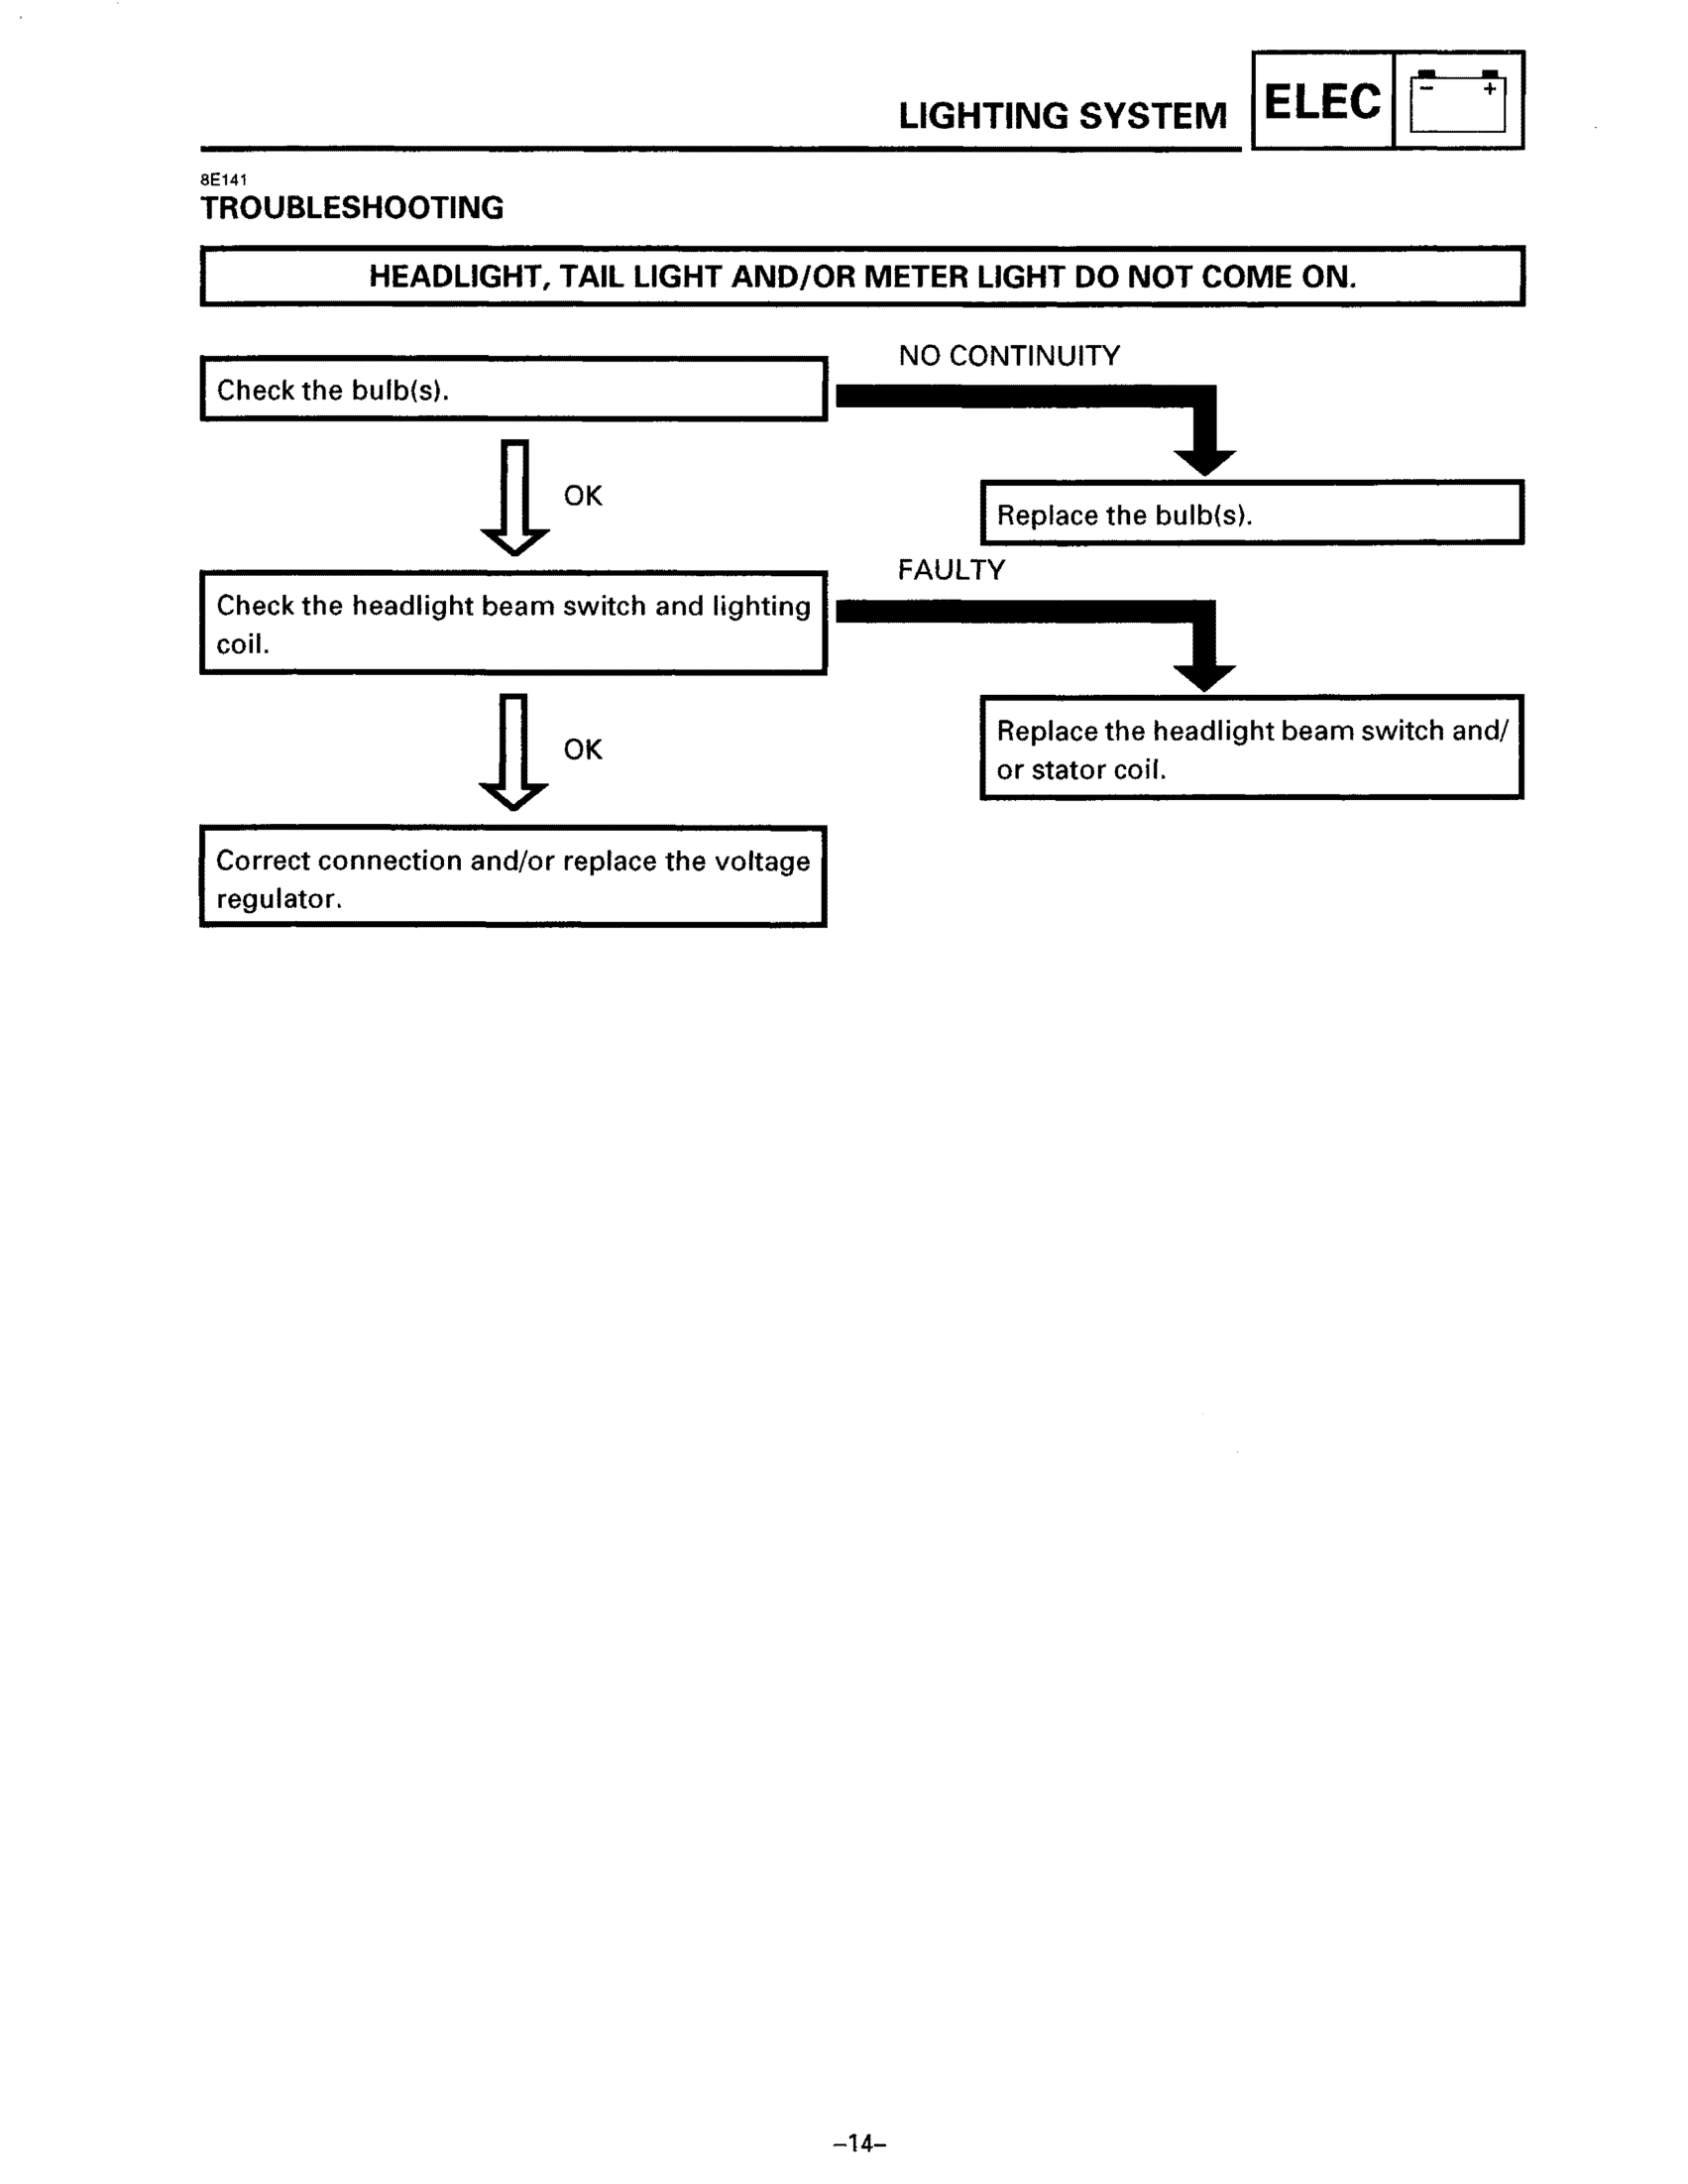 LIGHTING SYSTEM
ELEC
- +
8E141
TROUBLESHOOTING
HEADLIGHT, TAIL LIGHT AND/OR METER LIGHT DO NOT COME ON.
NO CONTINUITY
Check the bulb(s).
OK
Replace the bulb(s).
FAULTY
Check the headlight beam switch and lighting
coil.
Replace the headlight beam switch and/
or stator coil.
OK
Correct connection and/or replace the voltage
regulator.
–14–